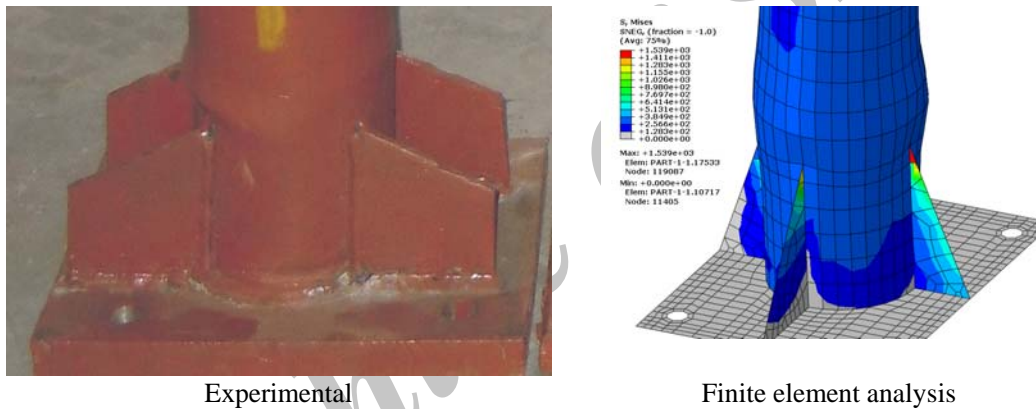 S, Mises
SNEG, (fraction = -1.0)
(Avg: 75%)
+1.539e+03
+1.411e+03
+1.283e+03
+1.155e+03
+1.026e+03
+8.980e+02
+7.697e+02
+6.414e+02
+5.131e+02
+3.849e+02
+2.566e+02
+1.283e+02
+0.000e+00
Max: +1.539e+03
Elem: PART-1-1.17533
Node: 119087
Min: +0.000e+00
Elem: PART-1-1.10717
Node: 11405
Experimental
Finite element analysis